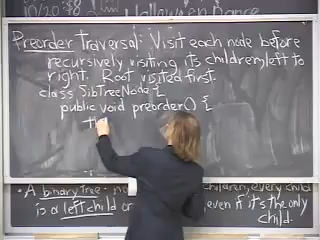 10/20 8 Halloween Dance
Preorder Traversal: Visit each node before
recursively visiting its children, left to
right. Root visited first.
class SibTreeNode {
public void preorder() {
th
• A binary tree children, every child
is a left child or even if it's the only
child.